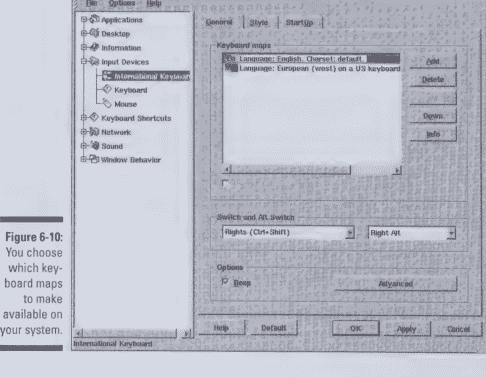 File Options Help
Applications
Desktop
Information
Input Devices
International Keyboar
Keyboard
Mouse
Keyboard Shortcuts
Network
Sound
Window Behavior
International Keyboard
General Style StartUp
Keyboard maps
Language: English. Charset: default.
Language: European (west) on a US keyboard
Add
Delete
Down
Info
Switch and Alt Switch
Rights (Ctrl+Shift)
Right Alt
Options
Beep
Advanced
Help Default OK Apply Cancel
Figure 6-10:
You choose
which key-
board maps
to make
available on
your system.